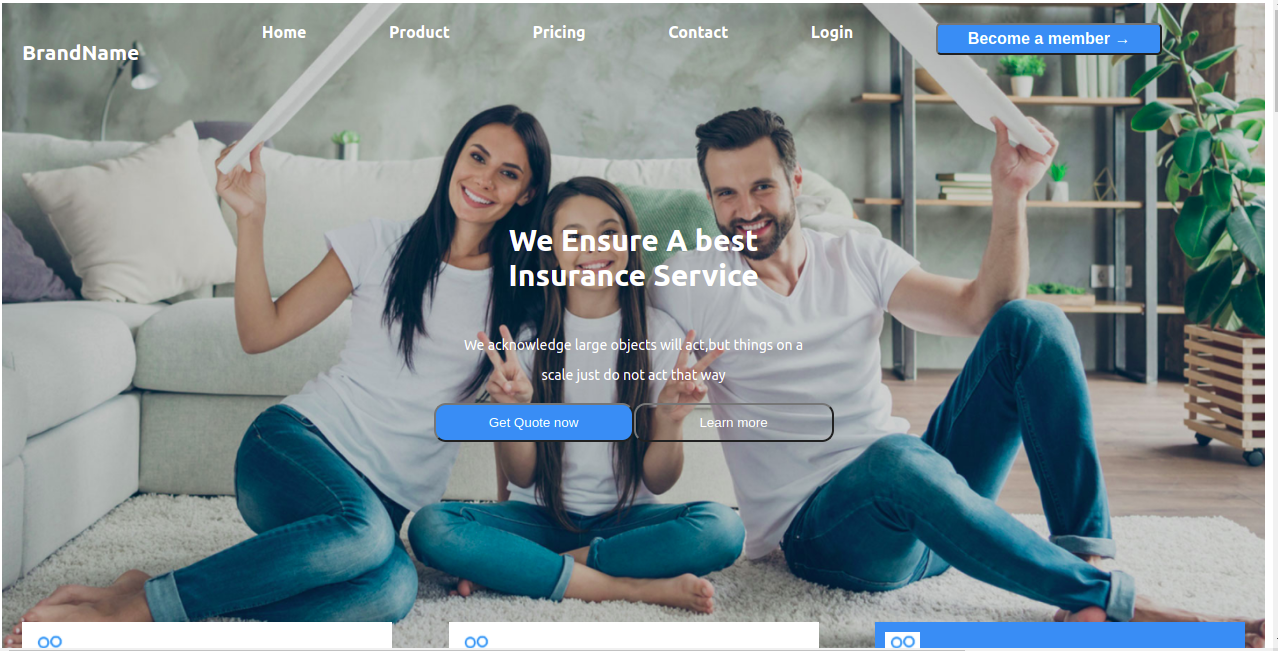 BrandName
Home
Product
Pricing
Contact
Login
Become a member →
We Ensure A best
Insurance Service
We acknowledge large objects will act,but things on a
scale just do not act that way
Get Quote now
Learn more